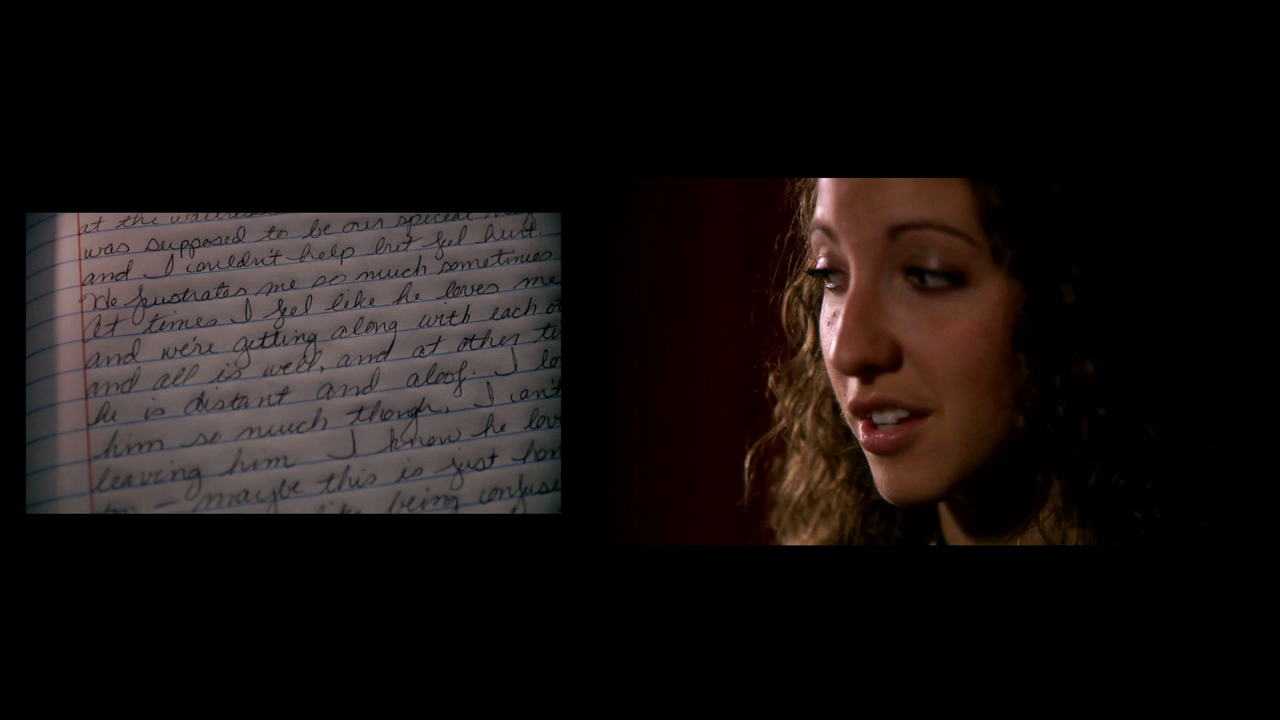 at the
was supposed to be our special
and I couldn't help but feel hurt.
He frustrates me so much sometimes
At times I feel like he loves me
and we're getting along with each
and all is well, and at other
he is distant and aloof. I
him so much though, I can't
leaving him I know he
maybe this is just
being